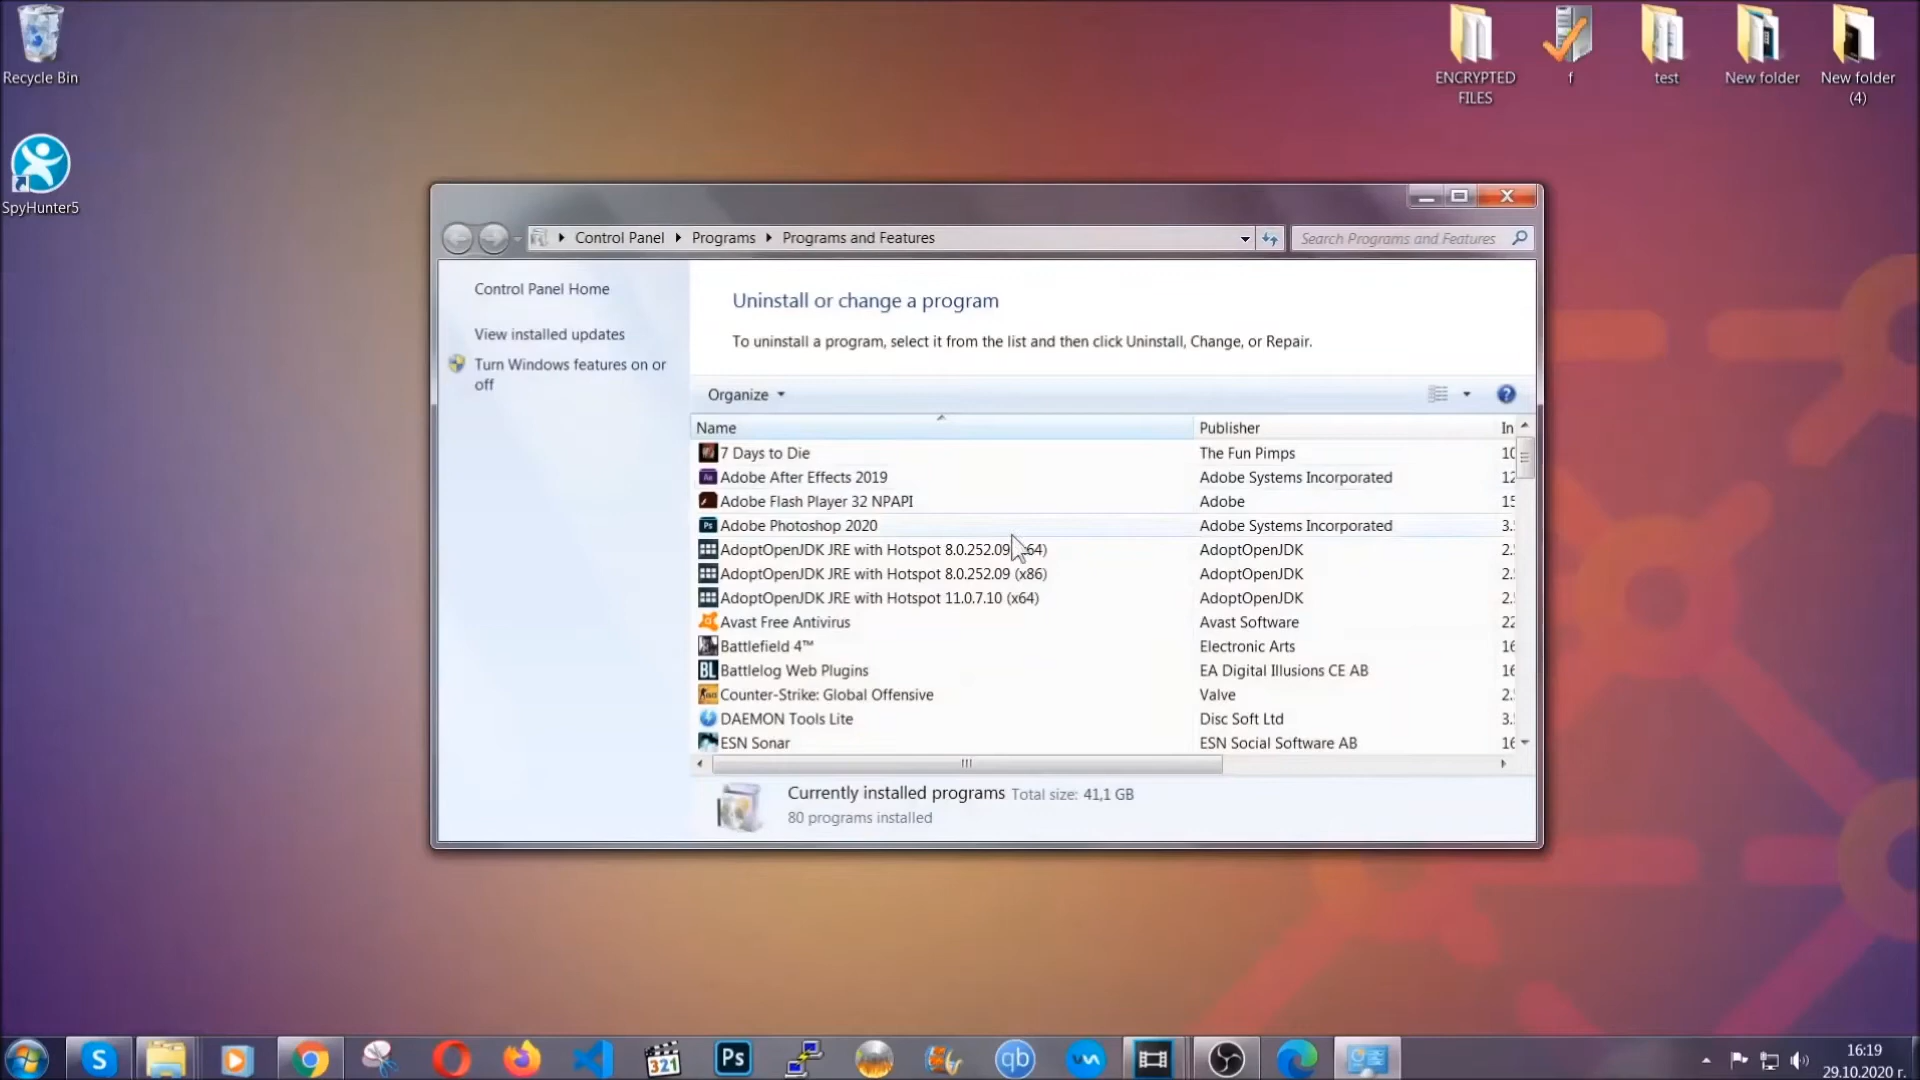 Recycle Bin
SpyHunter5
ENCRYPTED
FILES
f
test
New folder
New folder
(4)
Control Panel
Programs
Programs and Features
Search Programs and Features
Control Panel Home
View installed updates
Turn Windows features on or
off
Uninstall or change a program
To uninstall a program, select it from the list and then click Uninstall, Change, or Repair.
Organize
Name Publisher In
7 Days to Die The Fun Pimps 10
Adobe After Effects 2019 Adobe Systems Incorporated 12
Adobe Flash Player 32 NPAPI Adobe 15
Adobe Photoshop 2020 Adobe Systems Incorporated 3.
AdoptOpenJDK JRE with Hotspot 8.0.252.09 x64) AdoptOpenJDK 2.
AdoptOpenJDK JRE with Hotspot 8.0.252.09 (x86) AdoptOpenJDK 2.
AdoptOpenJDK JRE with Hotspot 11.0.7.10 (x64) AdoptOpenJDK 2.
Avast Free Antivirus Avast Software 22
Battlefield 4™ Electronic Arts 16
BL Battlelog Web Plugins EA Digital Illusions CE AB 16
Counter-Strike: Global Offensive Valve 2.
DAEMON Tools Lite Disc Soft Ltd 3.
ESN Sonar ESN Social Software AB 16
Currently installed programs Total size: 41,1 GB
80 programs installed
S
321
Ps
qb
16:19
29.10.2020 г.